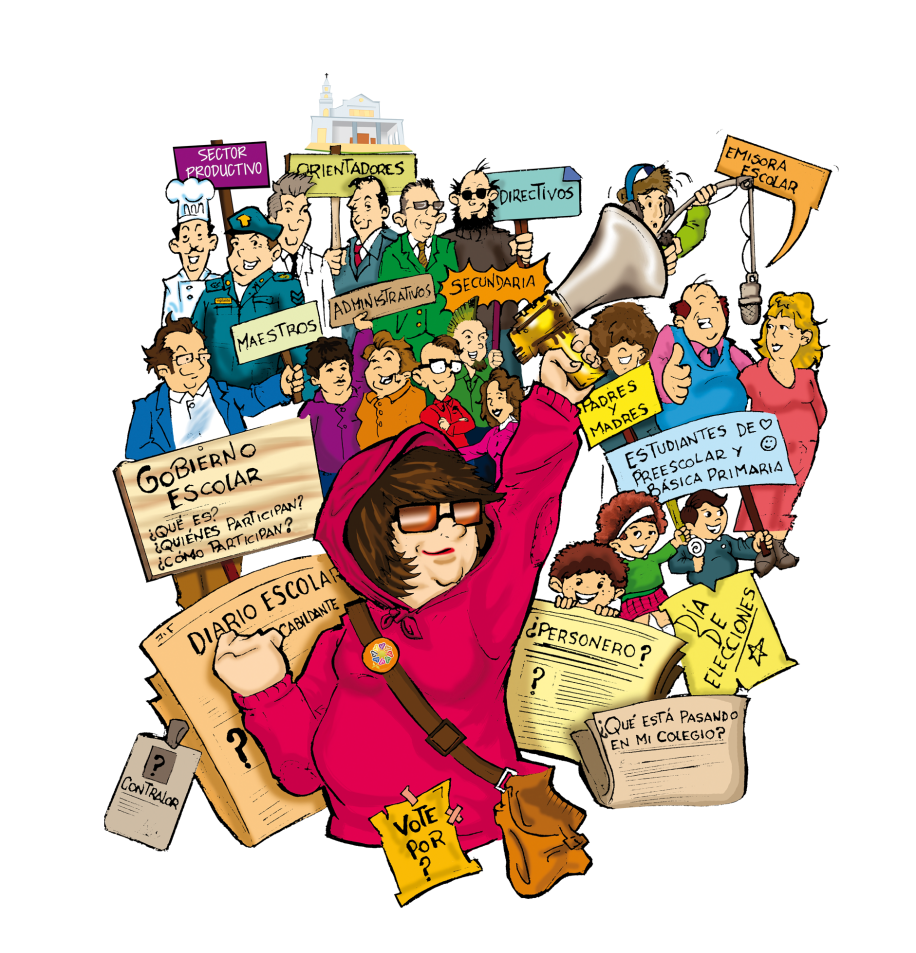 SECTOR
PRODUCTIVO
ORIENTADORES
DIRECTIVOS
EMISORA
ESCOLAR
ADMINISTRATIVOS
SECUNDARIA
MAESTROS
PADRES
Y
MADRES
ESTUDIANTES DE
PREESCOLAR Y
BÁSICA PRIMARIA
GOBIERNO
ESCOLAR
¿QUÉ ES?
¿QUIÉNES PARTICIPAN?
¿CÓMO PARTICIPAN?
DIARIO ESCOLAR
CABILDANTE
?
¿PERSONERO?
?
DÍA
DE
ELECCIONES
¿QUÉ ESTÁ PASANDO
EN MI COLEGIO?
?
CONTRALOR
VOTE
POR
?